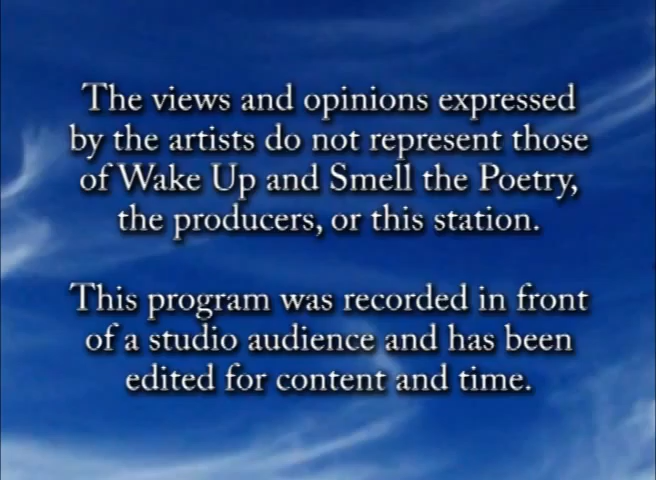 The views and opinions expressed
by the artists do not represent those
of Wake Up and Smell the Poetry,
the producers, or this station.
This program was recorded in front
of a studio audience and has been
edited for content and time.